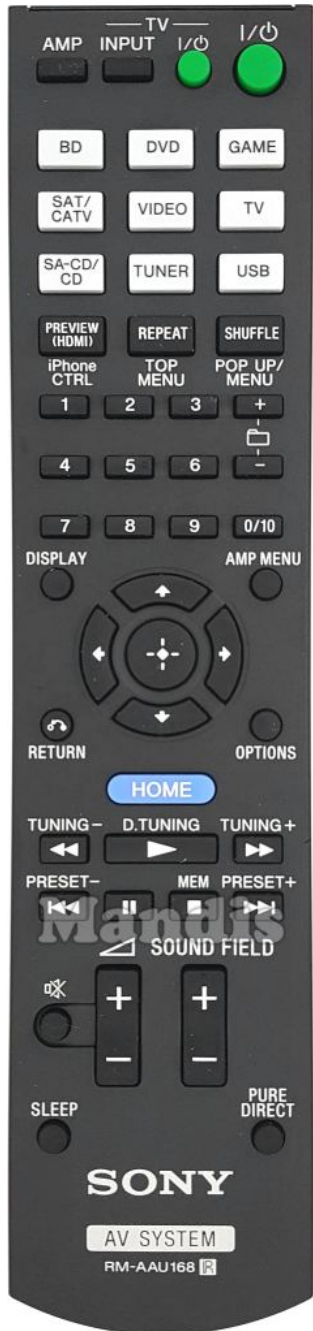 TV
AMP INPUT I/⏻ I/⏻
BD DVD GAME
SAT/
CATV VIDEO TV
SA-CD/
CD TUNER USB
PREVIEW
(HDMI) REPEAT SHUFFLE
iPhone
CTRL TOP
MENU POP UP/
MENU
1 2 3 +
4 5 6 –
7 8 9 0/10
DISPLAY AMP MENU
RETURN OPTIONS
HOME
TUNING– D.TUNING TUNING+
PRESET– MEM PRESET+
Mandis
SOUND FIELD
+ +
– –
SLEEP PURE
DIRECT
SONY
AV SYSTEM
RM-AAU168 R